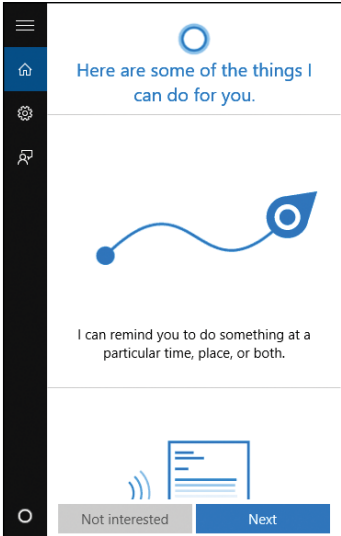 Here are some of the things I
can do for you.
I can remind you to do something at a
particular time, place, or both.
Not interested
Next